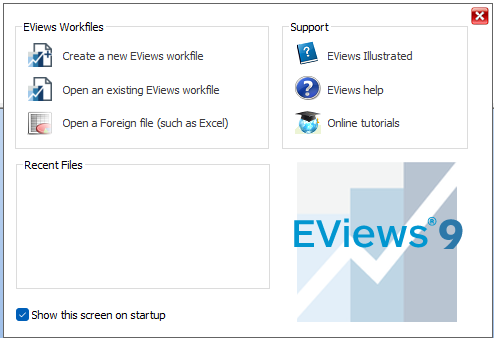 EViews Workfiles
Create a new EViews workfile
Open an existing EViews workfile
Open a Foreign file (such as Excel)
Support
EViews Illustrated
EViews help
Online tutorials
Recent Files
EViews®9
Show this screen on startup